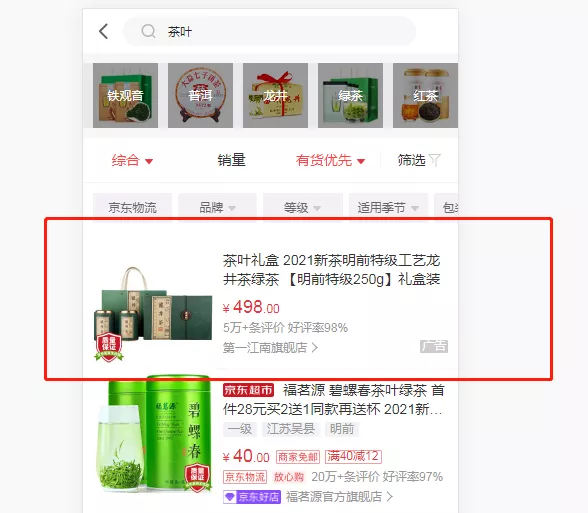 茶叶
铁观音
普洱
龙井
绿茶
红茶
综合
销量
有货优先
筛选
京东物流
品牌
等级
适用季节
茶叶礼盒 2021新茶明前特级工艺龙
井茶绿茶 【明前特级250g】礼盒装
¥ 498.00
5万+条评价 好评率98%
第一江南旗舰店
广告
质量
保证
京东超市 福茗源 碧螺春茶叶绿茶 首
件28元买2送1同款再送杯 2021新...
一级 江苏吴县 明前
¥ 40.00 商家免邮 满40减12
京东物流 放心购 20万+条评价 好评率97%
京东好店 福茗源官方旗舰店
福茗源
碧螺春
质量
保证